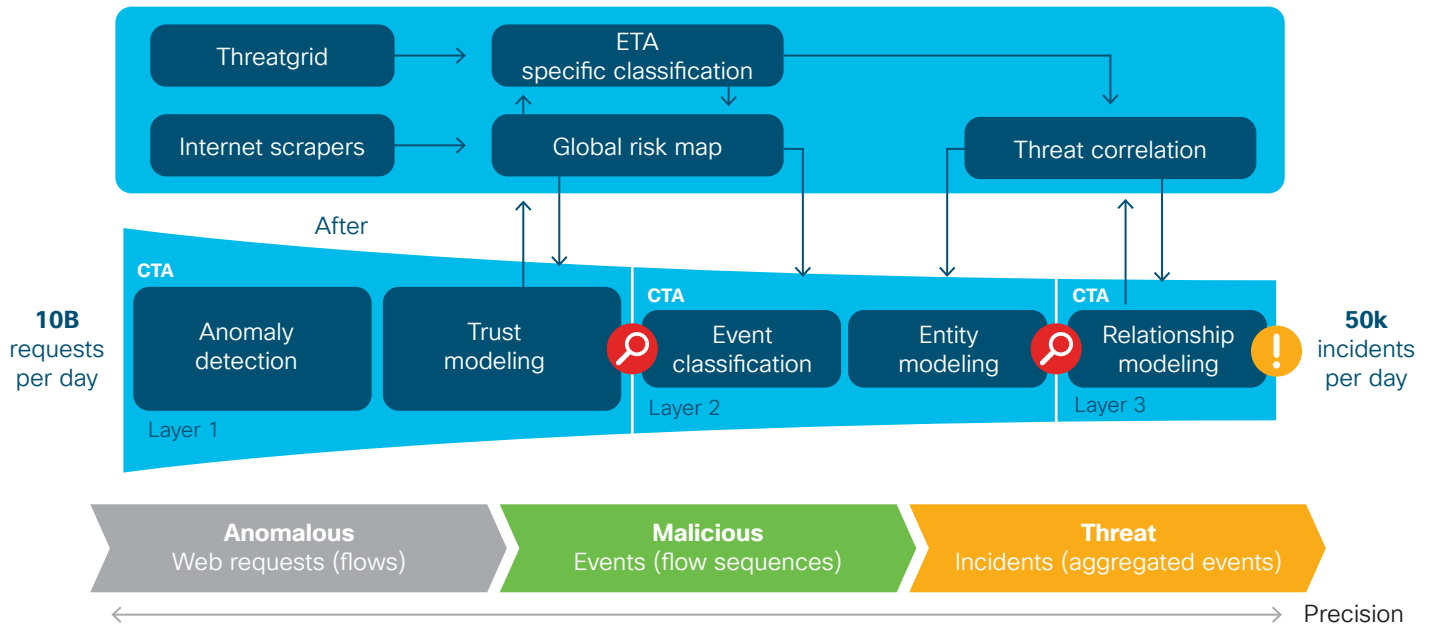 Threatgrid
ETA
specific classification
Internet scrapers
Global risk map
Threat correlation
After
CTA
Anomaly
detection
Trust
modeling
Layer 1
CTA
Event
classification
Entity
modeling
Layer 2
CTA
Relationship
modeling
Layer 3
10B
requests
per day
50k
incidents
per day
Anomalous
Web requests (flows)
Malicious
Events (flow sequences)
Threat
Incidents (aggregated events)
Precision